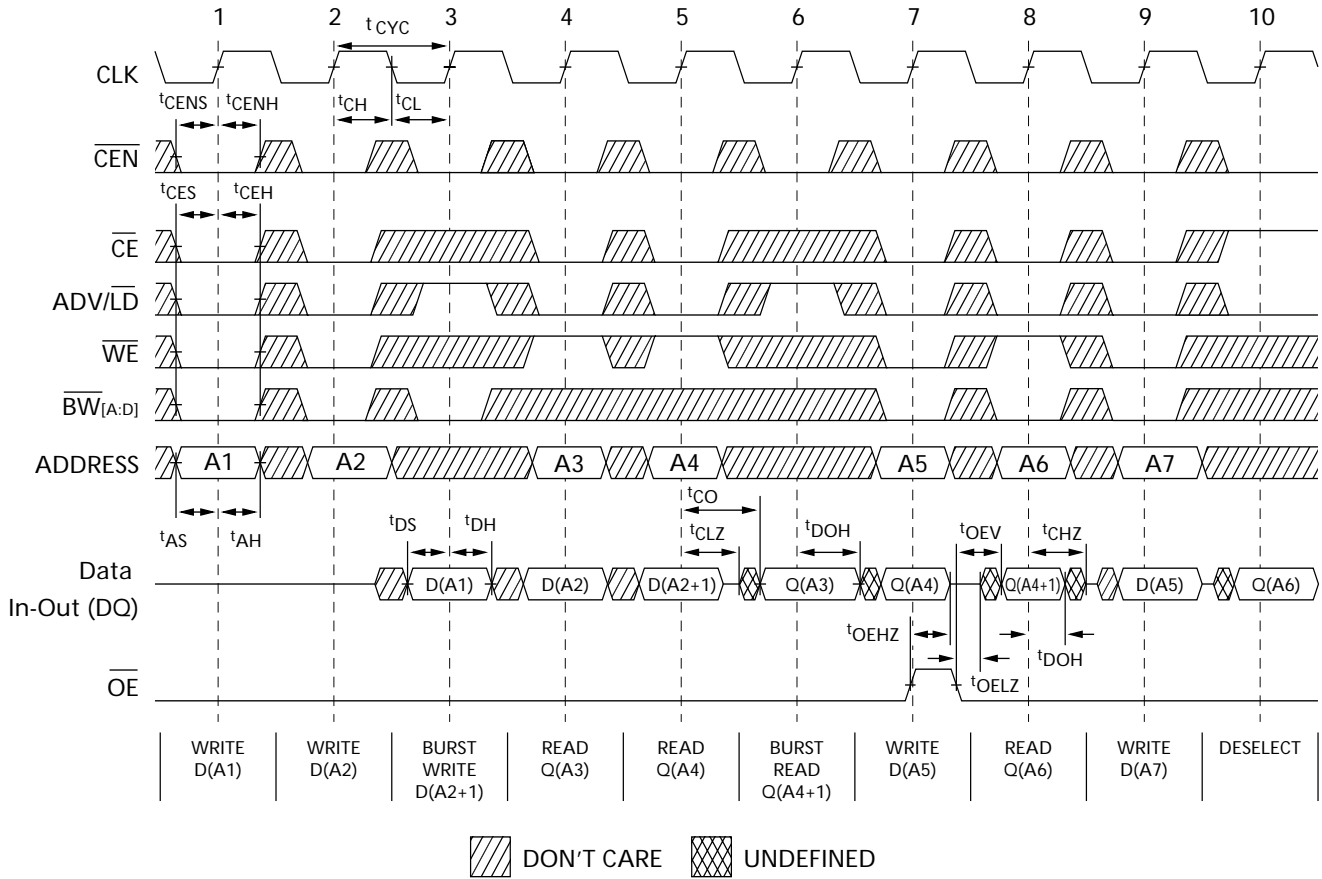 1 2 3 4 5 6 7 8 9 10
t CYC
CLK
tCENS tCENH tCH tCL
CEN
tCES tCEH
CE
ADV/LD
WE
BW[A:D]
ADDRESS A1 A2 A3 A4 A5 A6 A7
tCO
tAS tAH tDS tDH tCLZ tDOH tOEV tCHZ
Data
In-Out (DQ)
D(A1) D(A2) D(A2+1) Q(A3) Q(A4) Q(A4+1) D(A5) Q(A6)
tOEHZ tDOH
tOELZ
OE
WRITE
D(A1)
WRITE
D(A2)
BURST
WRITE
D(A2+1)
READ
Q(A3)
READ
Q(A4)
BURST
READ
Q(A4+1)
WRITE
D(A5)
READ
Q(A6)
WRITE
D(A7)
DESELECT
DON'T CARE UNDEFINED